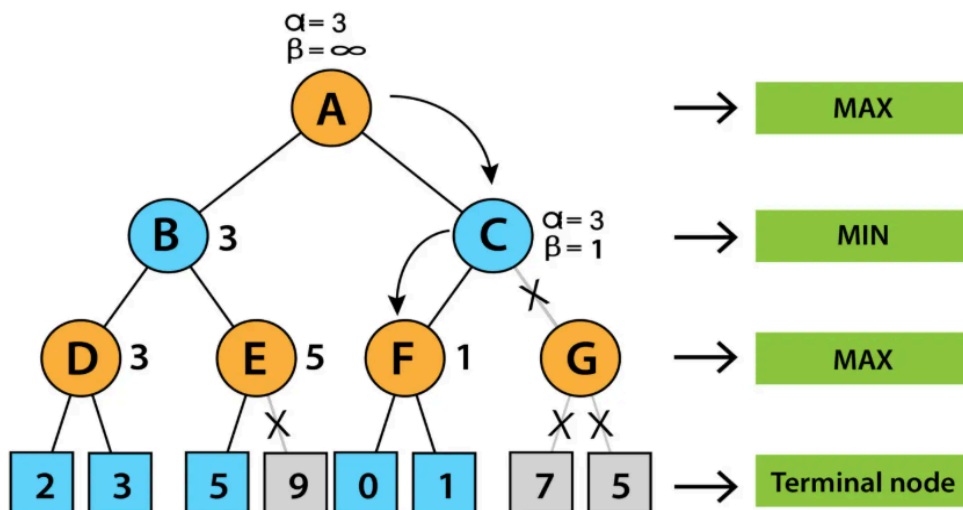 α = 3
β = ∞
A
MAX
B
3
C
α = 3
β = 1
MIN
X
D
3
E
5
F
1
G
MAX
X
X
X
2
3
5
9
0
1
7
5
Terminal node